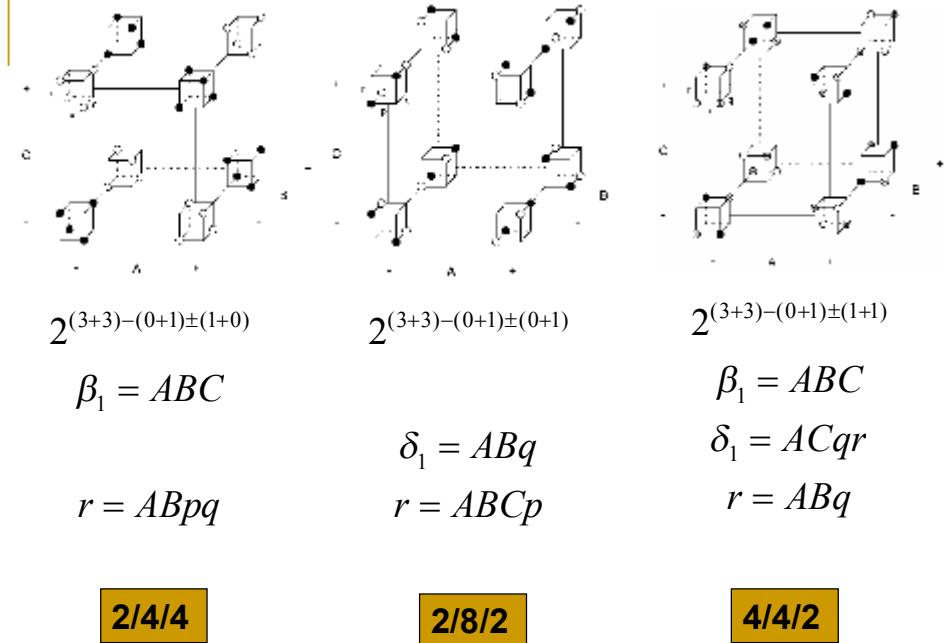 2^{(3+3)−(0+1)±(1+0)}
β₁ = ABC
r = ABpq
2/4/4
2^{(3+3)−(0+1)±(0+1)}
δ₁ = ABq
r = ABCp
2/8/2
2^{(3+3)−(0+1)±(1+1)}
β₁ = ABC
δ₁ = ACqr
r = ABq
4/4/2